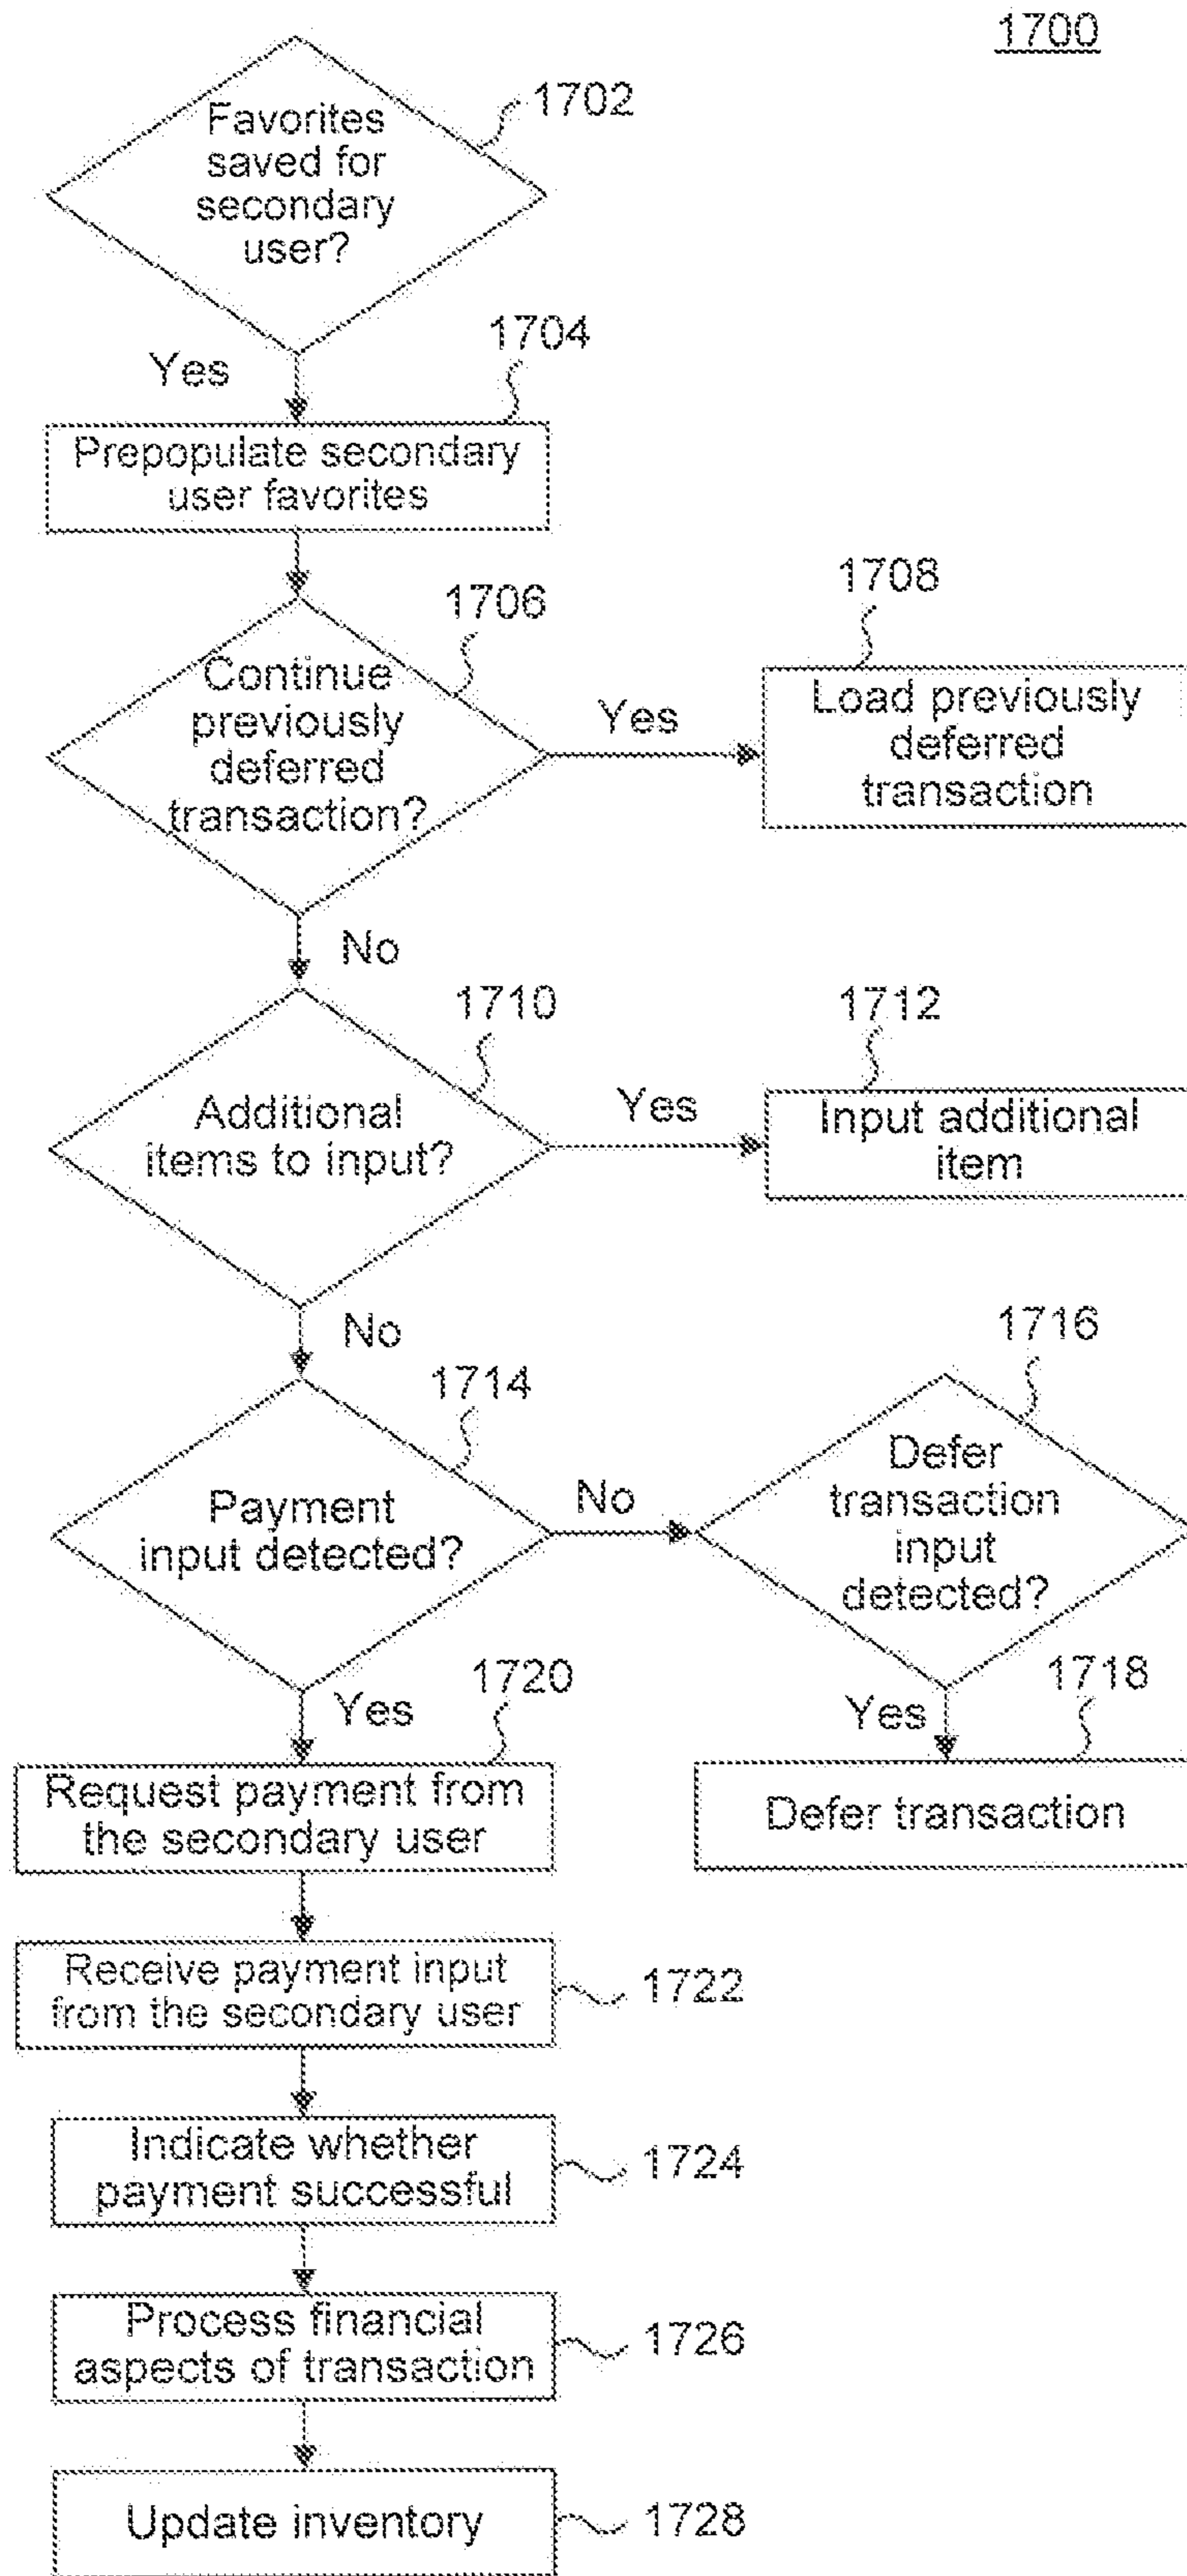 1700
Favorites
saved for
secondary
user?
1702
Yes
1704
Prepopulate secondary
user favorites
1706
Continue
previously
deferred
transaction?
Yes
1708
Load previously
deferred
transaction
No
1710
Additional
items to input?
Yes
1712
Input additional
item
No
1714
Payment
input detected?
No
1716
Defer
transaction
input
detected?
Yes
1720
Request payment from
the secondary user
Yes
1718
Defer transaction
Receive payment input
from the secondary user
1722
Indicate whether
payment successful
1724
Process financial
aspects of transaction
1726
Update inventory
1728